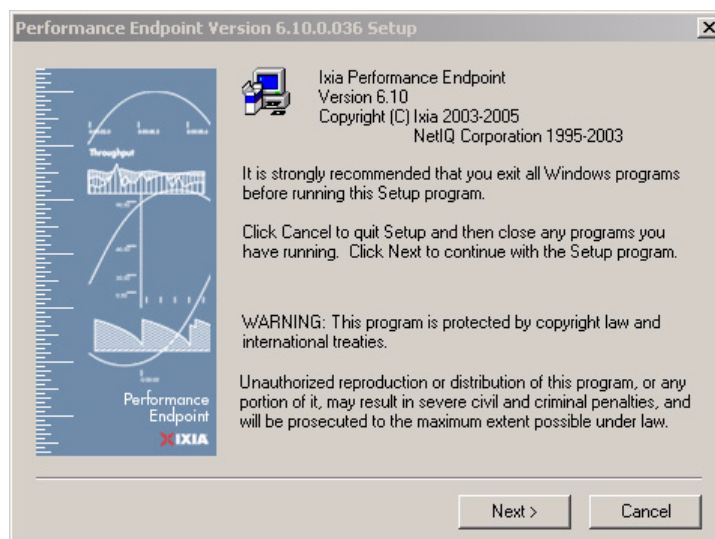 Performance Endpoint Version 6.10.0.036 Setup
Ixia Performance Endpoint
Version 6.10
Copyright (C) Ixia 2003-2005
NetIQ Corporation 1995-2003
Throughput
It is strongly recommended that you exit all Windows programs
before running this Setup program.
Click Cancel to quit Setup and then close any programs you
have running. Click Next to continue with the Setup program.
WARNING: This program is protected by copyright law and
international treaties.
Unauthorized reproduction or distribution of this program, or any
portion of it, may result in severe civil and criminal penalties, and
will be prosecuted to the maximum extent possible under law.
Performance
Endpoint
XIXIA
Next >
Cancel